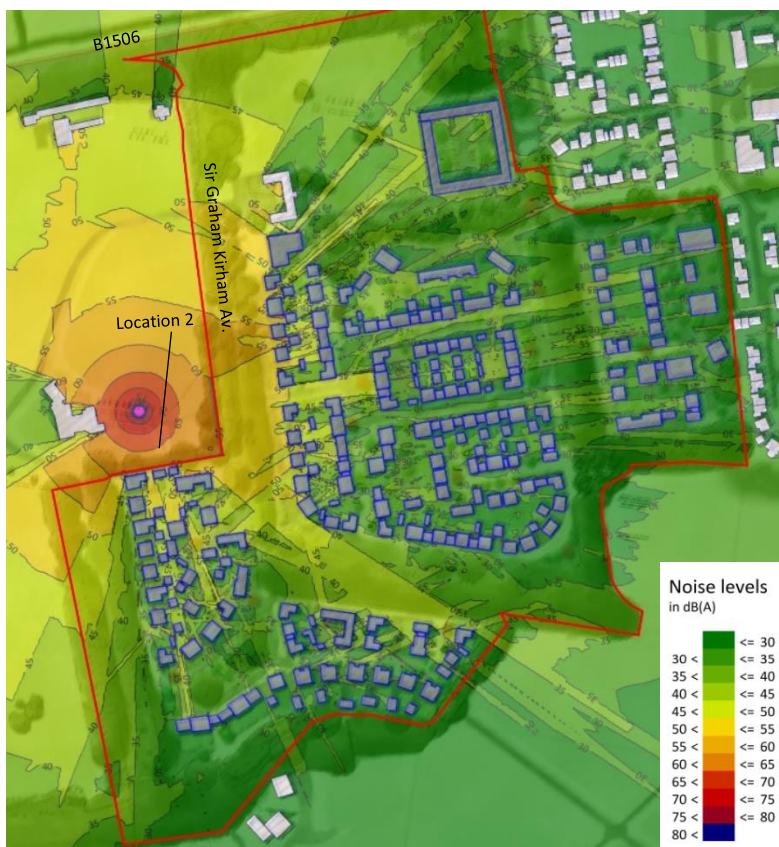 B1506
Sir Graham Kirham Av.
Location 2
Noise levels
in dB(A)
<= 30
30 < <= 35
35 < <= 40
40 < <= 45
45 < <= 50
50 < <= 55
55 < <= 60
60 < <= 65
65 < <= 70
70 < <= 75
75 < <= 80
80 <